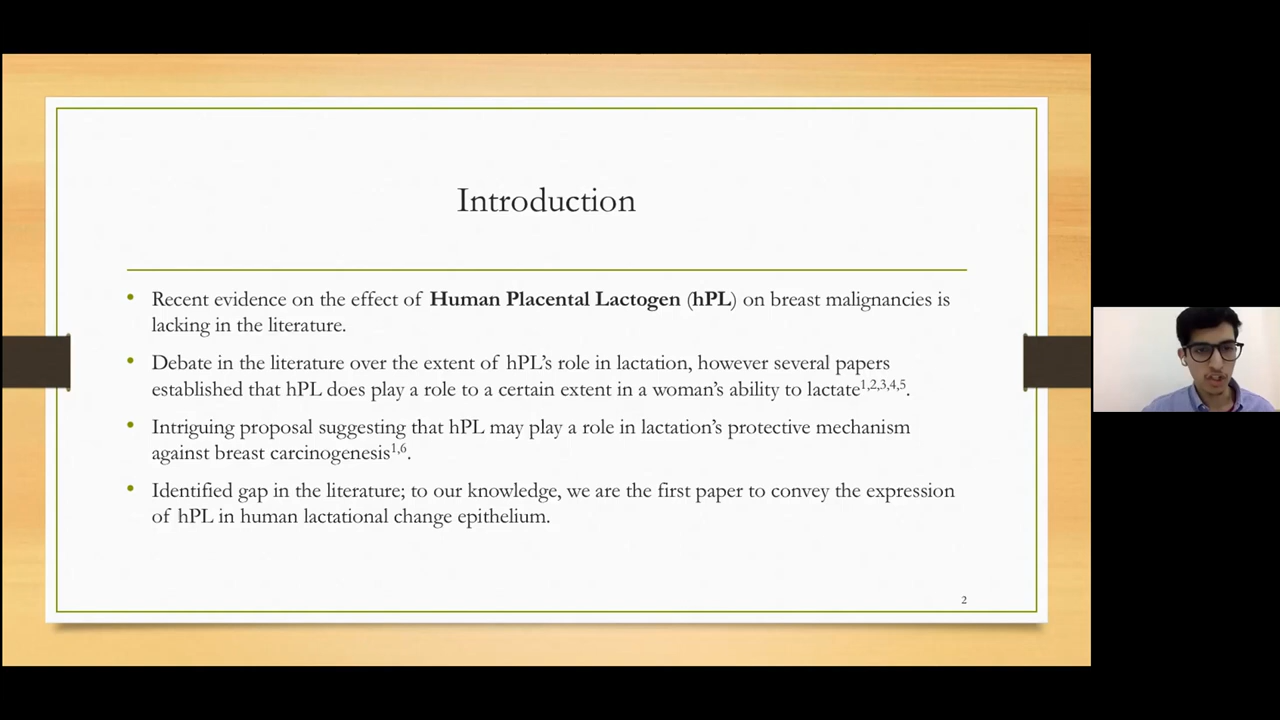 Introduction
• Recent evidence on the effect of Human Placental Lactogen (hPL) on breast malignancies is
lacking in the literature.
• Debate in the literature over the extent of hPL’s role in lactation, however several papers
established that hPL does play a role to a certain extent in a woman’s ability to lactate1,2,3,4,5.
• Intriguing proposal suggesting that hPL may play a role in lactation’s protective mechanism
against breast carcinogenesis1,6.
• Identified gap in the literature; to our knowledge, we are the first paper to convey the expression
of hPL in human lactational change epithelium.
2